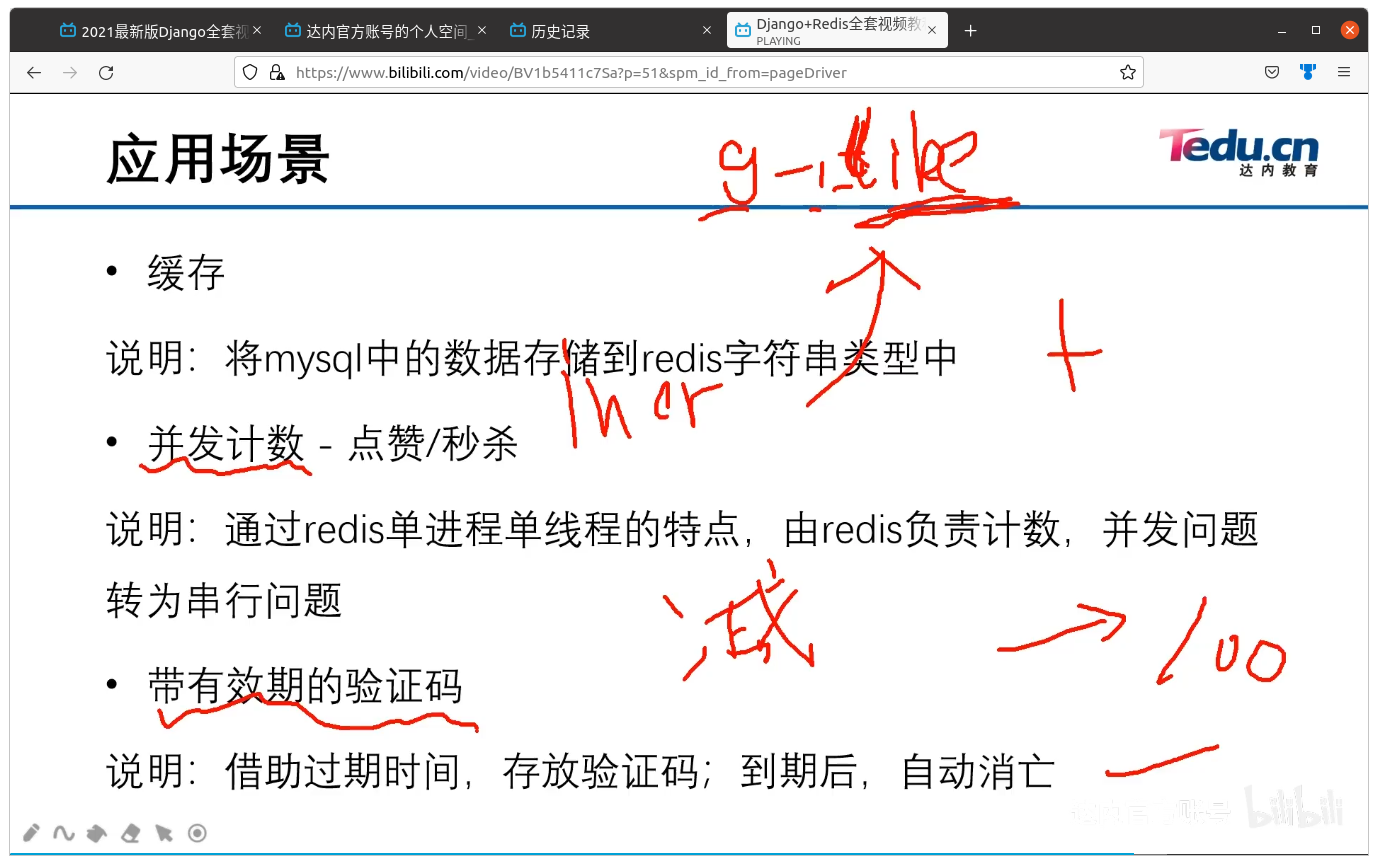 2021最新版Django全套视
达内官方账号的个人空间_
历史记录
Django+Redis全套视频教
PLAYING
https://www.bilibili.com/video/BV1b5411c7Sa?p=51&spm_id_from=pageDriver
应用场景
Tedu.cn
达内教育
• 缓存
说明：将mysql中的数据存储到redis字符串类型中
+
Incr
• 并发计数 - 点赞/秒杀
说明：通过redis单进程单线程的特点，由redis负责计数，并发问题
转为串行问题
减
100
• 带有效期的验证码
说明：借助过期时间，存放验证码；到期后，自动消亡
达内官方账号 bilibili